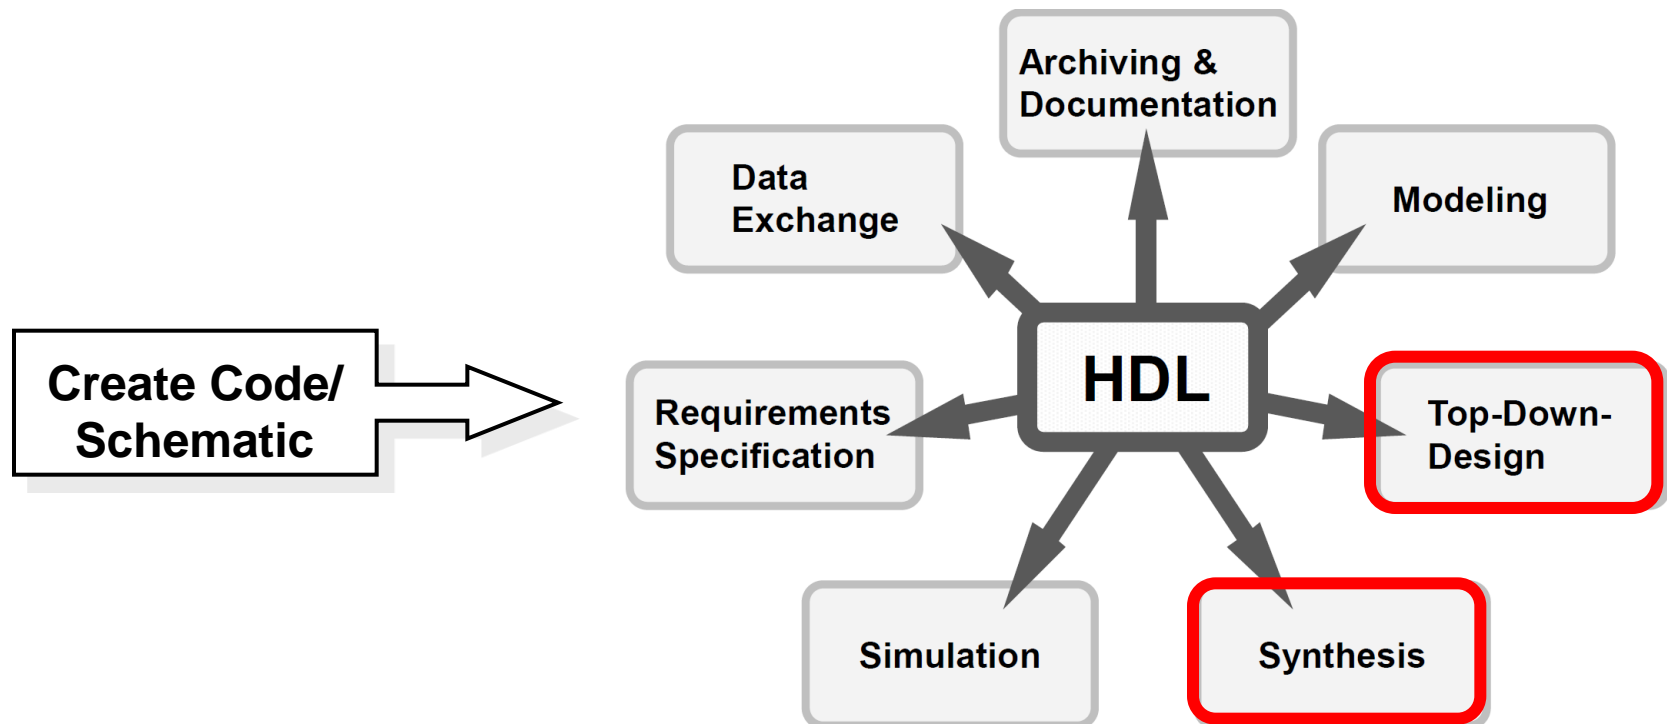 Archiving &
Documentation
Data
Exchange
Modeling
Create Code/
Schematic
HDL
Requirements
Specification
Top-Down-
Design
Simulation
Synthesis